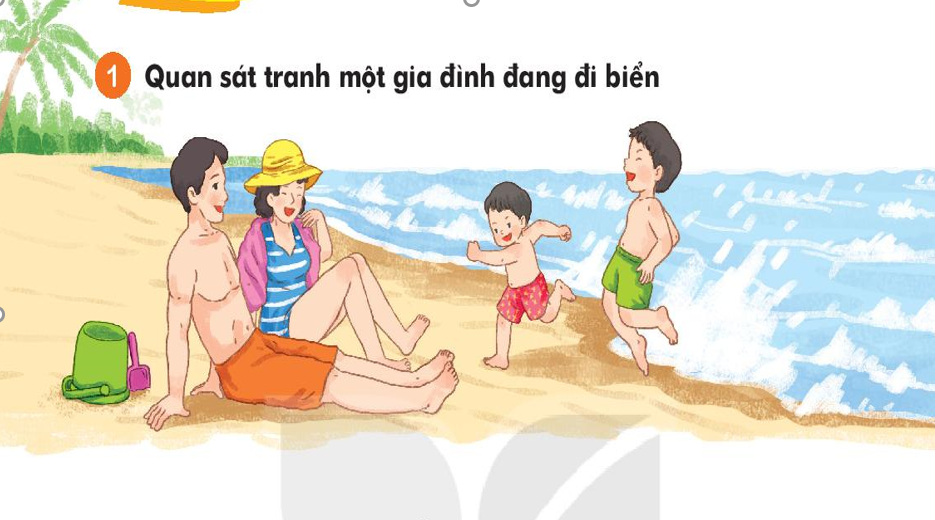 1 Quan sát tranh một gia đình đang đi biển